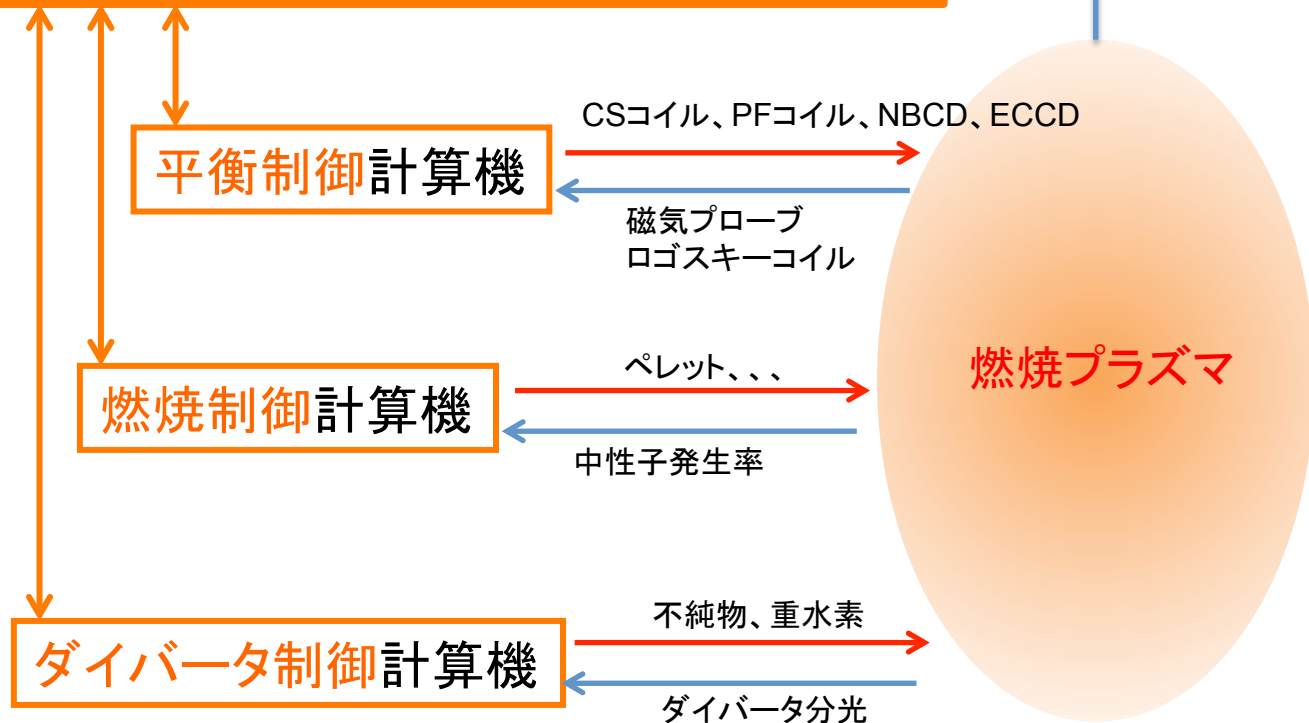 CSコイル、PFコイル、NBCD、ECCD
平衡制御計算機
磁気プローブ
ロゴスキーコイル
ペレット、、、
燃焼プラズマ
燃焼制御計算機
中性子発生率
不純物、重水素
ダイバータ制御計算機
ダイバータ分光